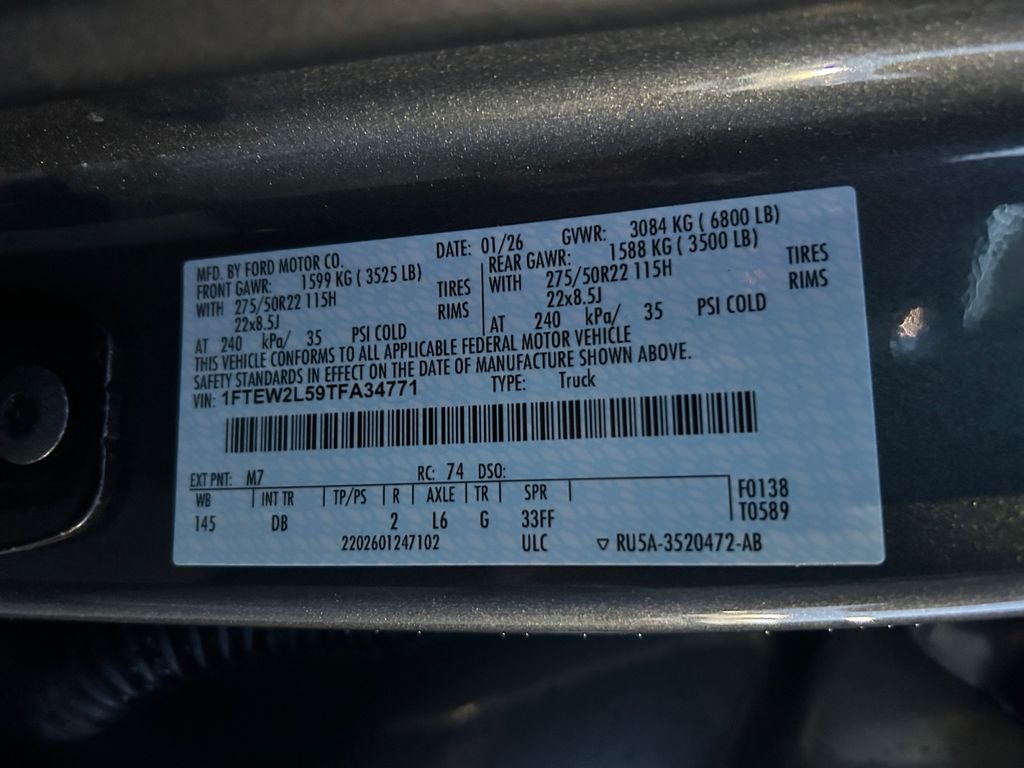 MFD. BY FORD MOTOR CO. DATE: 01/26 GVWR: 3084 KG ( 6800 LB)
FRONT GAWR: 1599 KG ( 3525 LB) REAR GAWR: 1588 KG ( 3500 LB)
WITH 275/50R22 115H TIRES WITH 275/50R22 115H TIRES
22x8.5J RIMS 22x8.5J RIMS
AT 240 kPa/ 35 PSI COLD AT 240 kPa/ 35 PSI COLD
THIS VEHICLE CONFORMS TO ALL APPLICABLE FEDERAL MOTOR VEHICLE
SAFETY STANDARDS IN EFFECT ON THE DATE OF MANUFACTURE SHOWN ABOVE.
VIN: 1FTEW2L59TFA34771 TYPE: Truck
EXT PNT: M7 RC: 74 DSO:
WB INT TR TP/PS R AXLE TR SPR F0138
145 DB 2 L6 G 33FF T0589
2202601247102 ULC ▽ RU5A-3520472-AB